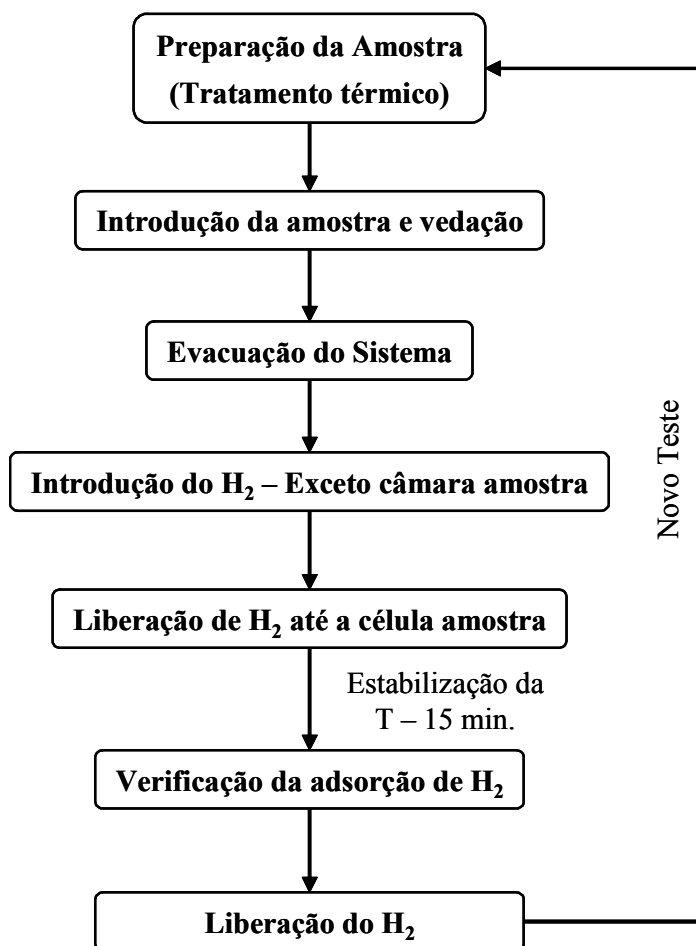 Preparação da Amostra
(Tratamento térmico)
Introdução da amostra e vedação
Evacuação do Sistema
Introdução do H₂ – Exceto câmara amostra
Liberação de H₂ até a célula amostra
Estabilização da
T – 15 min.
Verificação da adsorção de H₂
Liberação do H₂
Novo Teste